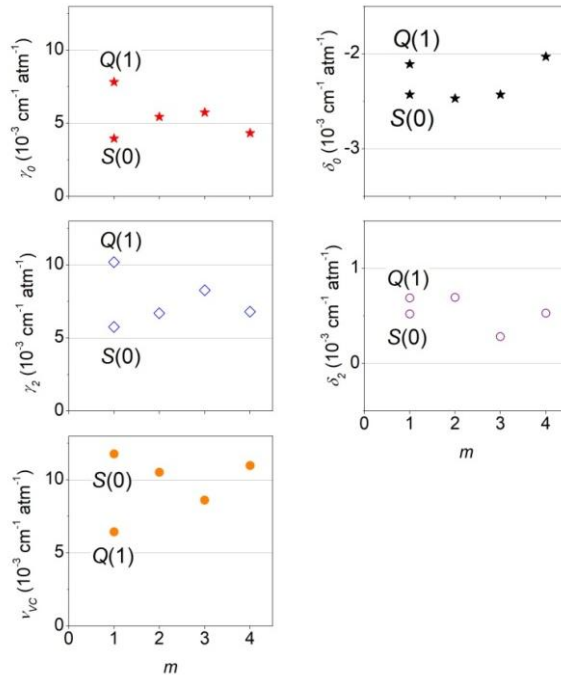 10
5
0
Q(1)
S(0)
γ₀ (10⁻³ cm⁻¹ atm⁻¹)
-2
-3
Q(1)
S(0)
δ₀ (10⁻³ cm⁻¹ atm⁻¹)
10
5
0
Q(1)
S(0)
γ₂ (10⁻³ cm⁻¹ atm⁻¹)
1
0
Q(1)
S(0)
δ₂ (10⁻³ cm⁻¹ atm⁻¹)
0 1 2 3 4
m
10
5
0
S(0)
Q(1)
ν_VC (10⁻³ cm⁻¹ atm⁻¹)
0 1 2 3 4
m